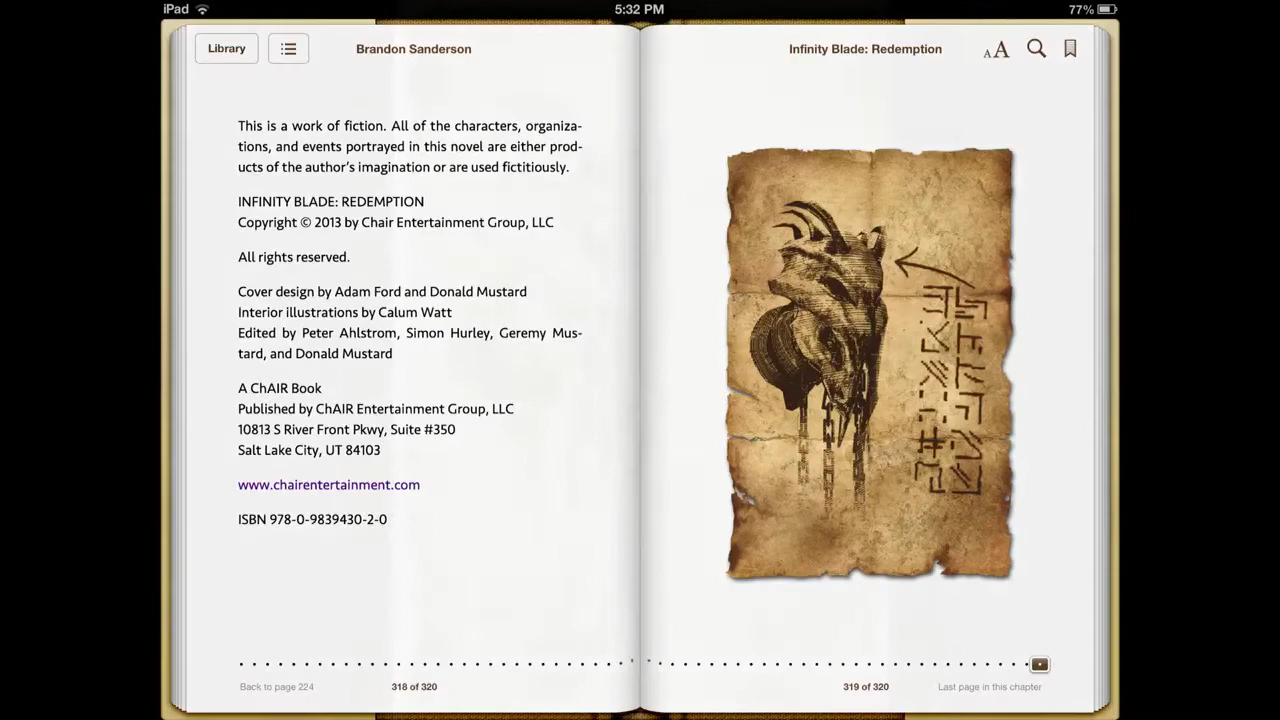 iPad 5:32 PM 77%
Library Brandon Sanderson
Infinity Blade: Redemption AA
This is a work of fiction. All of the characters, organiza-
tions, and events portrayed in this novel are either prod-
ucts of the author's imagination or are used fictitiously.
INFINITY BLADE: REDEMPTION
Copyright © 2013 by Chair Entertainment Group, LLC
All rights reserved.
Cover design by Adam Ford and Donald Mustard
Interior illustrations by Calum Watt
Edited by Peter Ahlstrom, Simon Hurley, Geremy Mus-
tard, and Donald Mustard
A ChAIR Book
Published by ChAIR Entertainment Group, LLC
10813 S River Front Pkwy, Suite #350
Salt Lake City, UT 84103
www.chairentertainment.com
ISBN 978-0-9839430-2-0
Back to page 224 318 of 320
319 of 320 Last page in this chapter